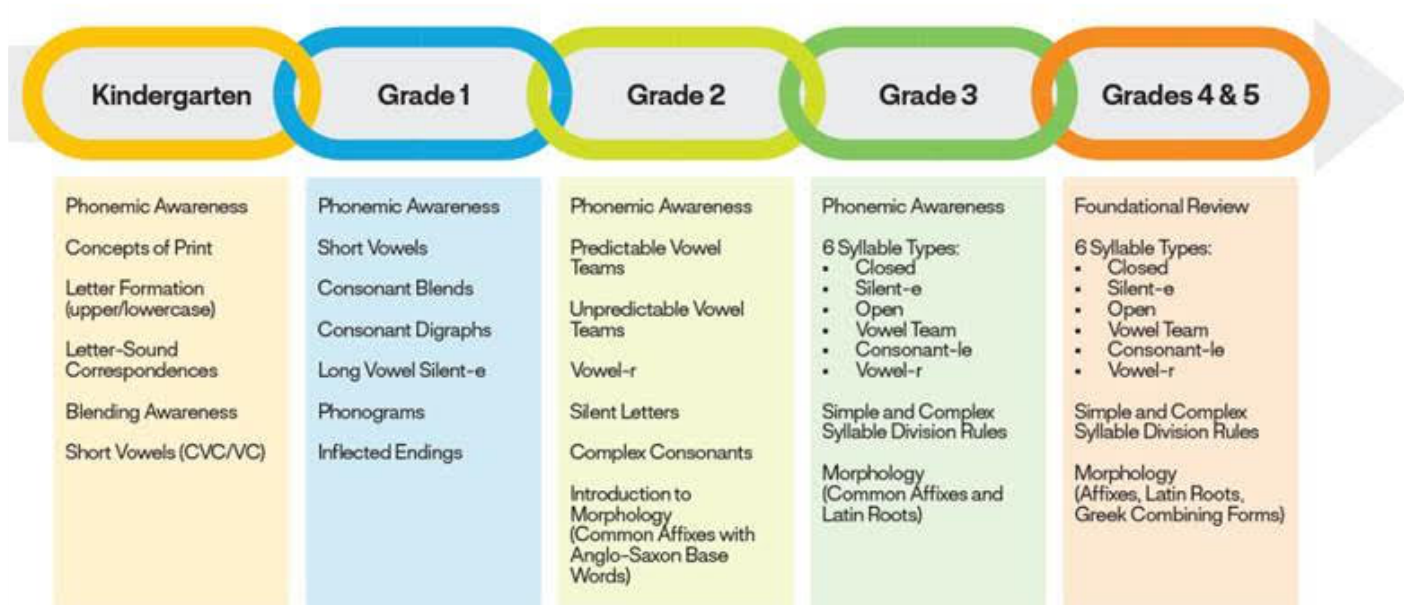 Kindergarten
Grade 1
Grade 2
Grade 3
Grades 4 & 5
Phonemic Awareness
Concepts of Print
Letter Formation
(upper/lowercase)
Letter-Sound
Correspondences
Blending Awareness
Short Vowels (CVC/VC)
Phonemic Awareness
Short Vowels
Consonant Blends
Consonant Digraphs
Long Vowel Silent-e
Phonograms
Inflected Endings
Phonemic Awareness
Predictable Vowel
Teams
Unpredictable Vowel
Teams
Vowel-r
Silent Letters
Complex Consonants
Introduction to
Morphology
(Common Affixes with
Anglo-Saxon Base
Words)
Phonemic Awareness
6 Syllable Types:
▪ Closed
▪ Silent-e
▪ Open
▪ Vowel Team
▪ Consonant-le
▪ Vowel-r
Simple and Complex
Syllable Division Rules
Morphology
(Common Affixes and
Latin Roots)
Foundational Review
6 Syllable Types:
▪ Closed
▪ Silent-e
▪ Open
▪ Vowel Team
▪ Consonant-le
▪ Vowel-r
Simple and Complex
Syllable Division Rules
Morphology
(Affixes, Latin Roots,
Greek Combining Forms)